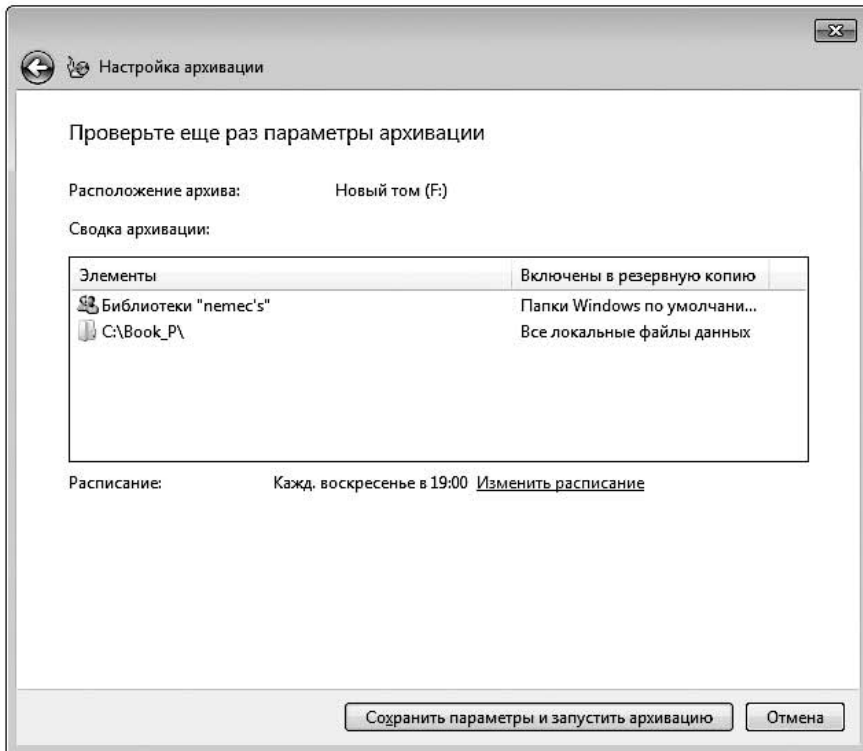 Настройка архивации
Проверьте еще раз параметры архивации
Расположение архива: Новый том (F:)
Сводка архивации:
Элементы Включены в резервную копию
Библиотеки "nemec's" Папки Windows по умолчани...
C:\Book_P\ Все локальные файлы данных
Расписание: Кажд. воскресенье в 19:00 Изменить расписание
Сохранить параметры и запустить архивацию Отмена